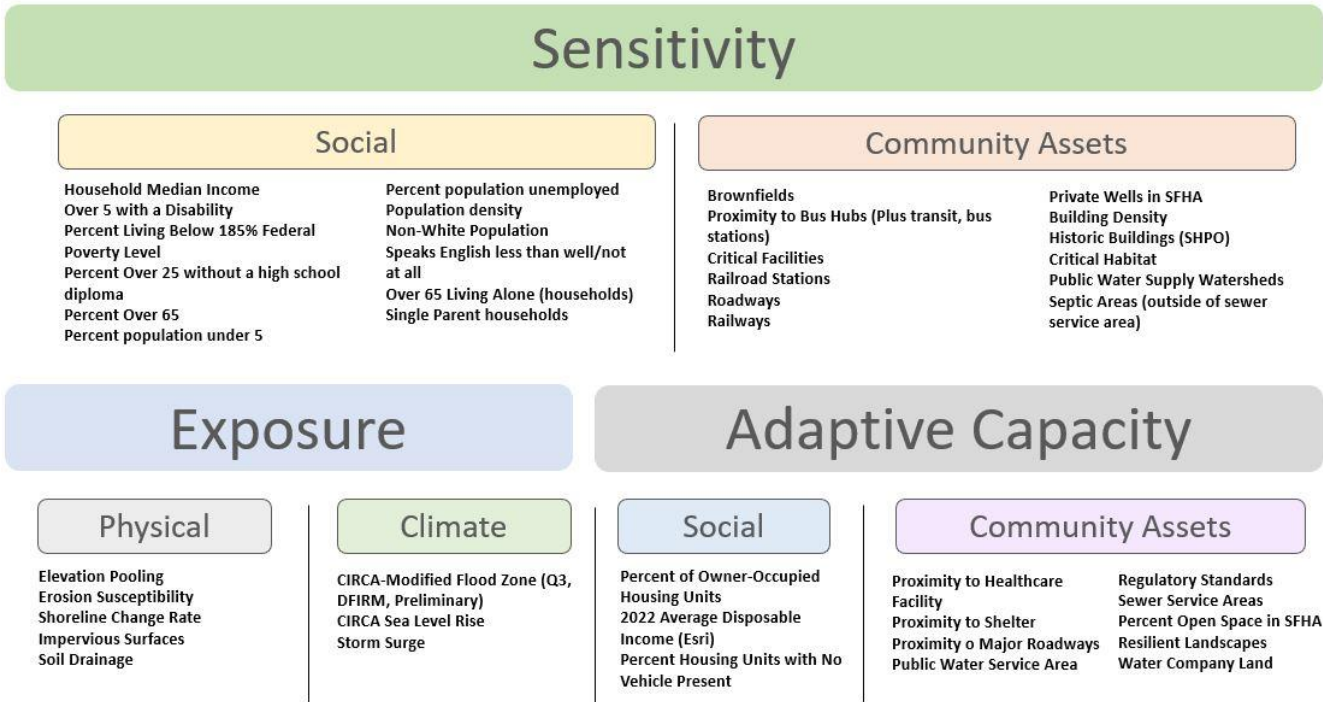 Sensitivity
Social
Household Median Income
Over 5 with a Disability
Percent Living Below 185% Federal
Poverty Level
Percent Over 25 without a high school
diploma
Percent Over 65
Percent population under 5
Percent population unemployed
Population density
Non-White Population
Speaks English less than well/not
at all
Over 65 Living Alone (households)
Single Parent households
Community Assets
Brownfields
Proximity to Bus Hubs (Plus transit, bus
stations)
Critical Facilities
Railroad Stations
Roadways
Railways
Private Wells in SFHA
Building Density
Historic Buildings (SHPO)
Critical Habitat
Public Water Supply Watersheds
Septic Areas (outside of sewer
service area)
Exposure
Physical
Elevation Pooling
Erosion Susceptibility
Shoreline Change Rate
Impervious Surfaces
Soil Drainage
Climate
CIRCA-Modified Flood Zone (Q3,
DFIRM, Preliminary)
CIRCA Sea Level Rise
Storm Surge
Adaptive Capacity
Social
Percent of Owner-Occupied
Housing Units
2022 Average Disposable
Income (Esri)
Percent Housing Units with No
Vehicle Present
Community Assets
Proximity to Healthcare
Facility
Proximity to Shelter
Proximity o Major Roadways
Public Water Service Area
Regulatory Standards
Sewer Service Areas
Percent Open Space in SFHA
Resilient Landscapes
Water Company Land